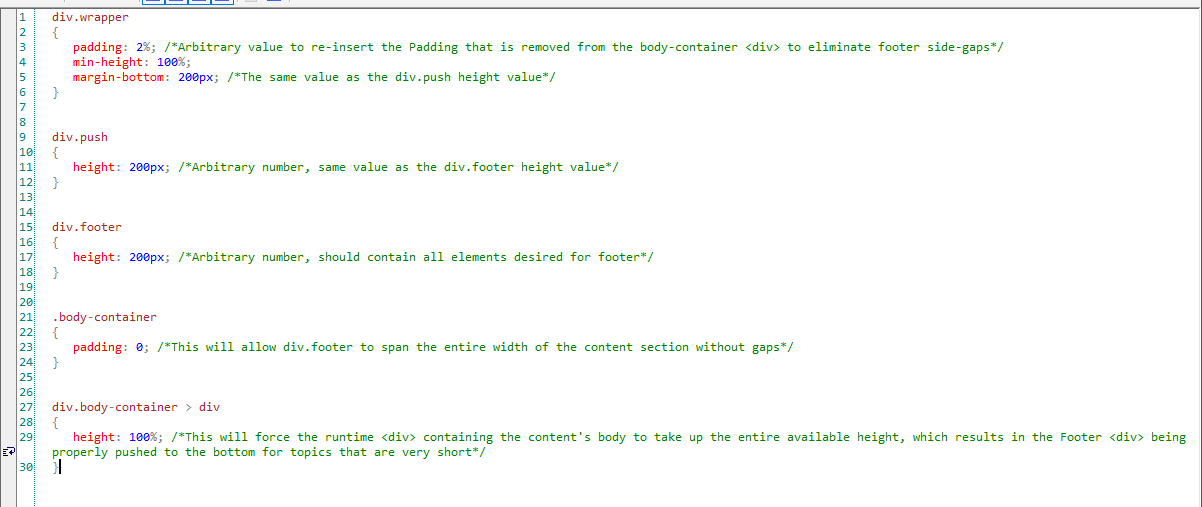 1 div.wrapper
2 {
3 padding: 2%; /*Arbitrary value to re-insert the Padding that is removed from the body-container <div> to eliminate footer side-gaps*/
4 min-height: 100%;
5 margin-bottom: 200px; /*The same value as the div.push height value*/
6 }
7
8
9 div.push
10 {
11 height: 200px; /*Arbitrary number, same value as the div.footer height value*/
12 }
13
14
15 div.footer
16 {
17 height: 200px; /*Arbitrary number, should contain all elements desired for footer*/
18 }
19
20
21 .body-container
22 {
23 padding: 0; /*This will allow div.footer to span the entire width of the content section without gaps*/
24 }
25
26
27 div.body-container > div
28 {
29 height: 100%; /*This will force the runtime <div> containing the content's body to take up the entire available height, which results in the Footer <div> being
properly pushed to the bottom for topics that are very short*/
30 }